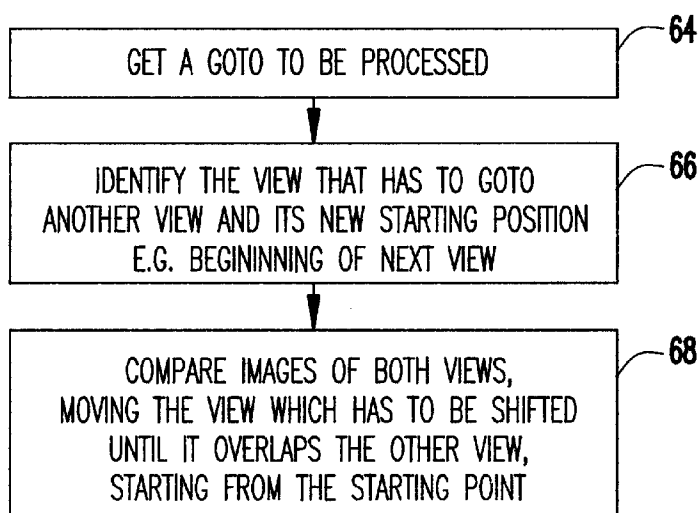 64
GET A GOTO TO BE PROCESSED
66
IDENTIFY THE VIEW THAT HAS TO GOTO
ANOTHER VIEW AND ITS NEW STARTING POSITION
E.G. BEGININNING OF NEXT VIEW
68
COMPARE IMAGES OF BOTH VIEWS,
MOVING THE VIEW WHICH HAS TO BE SHIFTED
UNTIL IT OVERLAPS THE OTHER VIEW,
STARTING FROM THE STARTING POINT